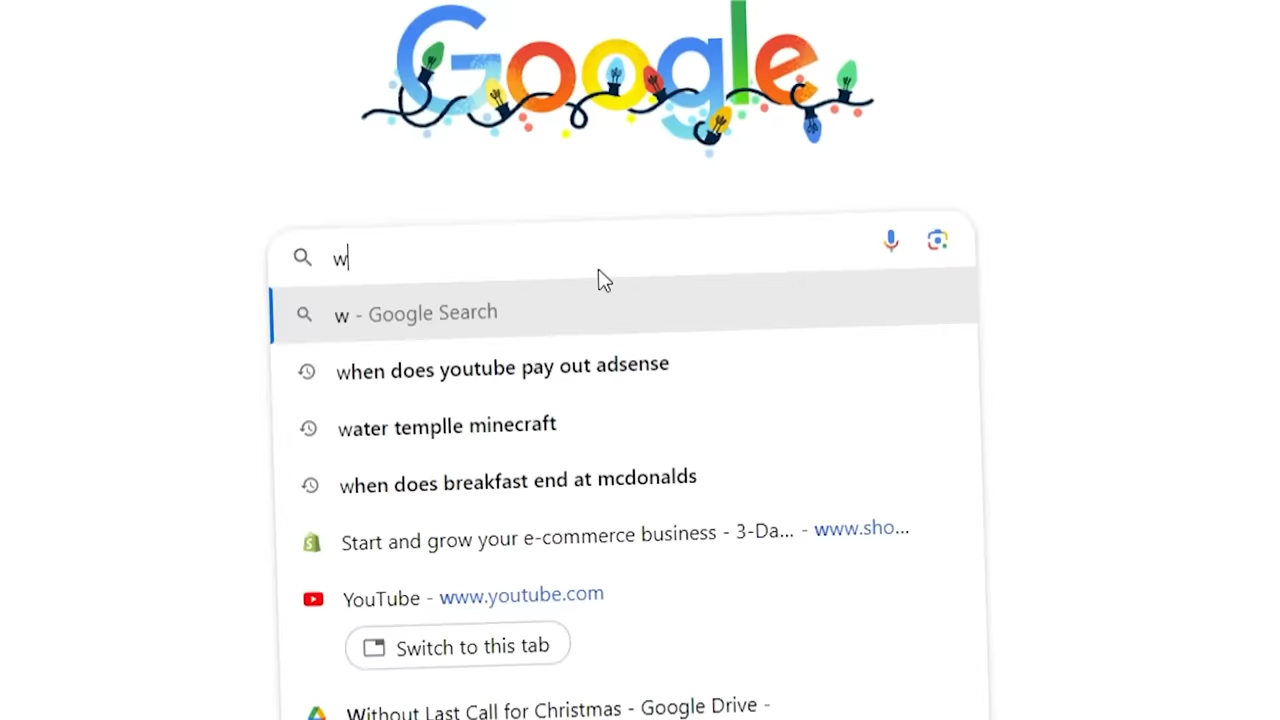 Google
w
w - Google Search
when does youtube pay out adsense
water templle minecraft
when does breakfast end at mcdonalds
Start and grow your e-commerce business - 3-Da... - www.sho...
YouTube - www.youtube.com
Switch to this tab
Without Last Call for Christmas - Google Drive -